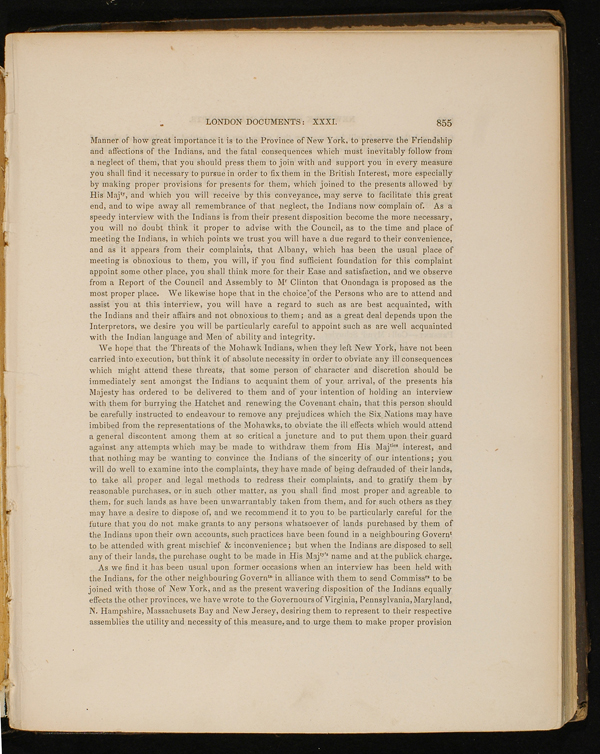 LONDON DOCUMENTS: XXXI. 855
Manner of how great importance it is to the Province of New York, to preserve the Friendship
and affections of the Indians, and the fatal consequences which must inevitably follow from
a neglect of them, that you should press them to join with and support you in every measure
you shall find it necessary to pursue in order to fix them in the British Interest, more especially
by making proper provisions for presents for them, which joined to the presents allowed by
His Majᵗʸ, and which you will receive by this conveyance, may serve to facilitate this great
end, and to wipe away all remembrance of that neglect, the Indians now complain of. As a
speedy interview with the Indians is from their present disposition become the more necessary,
you will no doubt think it proper to advise with the Council, as to the time and place of
meeting the Indians, in which points we trust you will have a due regard to their convenience,
and as it appears from their complaints, that Albany, which has been the usual place of
meeting is obnoxious to them, you will, if you find sufficient foundation for this complaint
appoint some other place, you shall think more for their Ease and satisfaction, and we observe
from a Report of the Council and Assembly to Mʳ Clinton that Onondaga is proposed as the
most proper place. We likewise hope that in the choice of the Persons who are to attend and
assist you at this interview, you will have a regard to such as are best acquainted, with
the Indians and their affairs and not obnoxious to them; and as a great deal depends upon the
Interpretors, we desire you will be particularly careful to appoint such as are well acquainted
with the Indian language and Men of ability and integrity.
We hope that the Threats of the Mohawk Indians, when they left New York, have not been
carried into execution, but think it of absolute necessity in order to obviate any ill consequences
which might attend these threats, that some person of character and discretion should be
immediately sent amongst the Indians to acquaint them of your arrival, of the presents his
Majesty has ordered to be delivered to them and of your intention of holding an interview
with them for burrying the Hatchet and renewing the Covenant chain, that this person should
be carefully instructed to endeavour to remove any prejudices which the Six Nations may have
imbibed from the representations of the Mohawks, to obviate the ill effects which would attend
a general discontent among them at so critical a juncture and to put them upon their guard
against any attempts which may be made to withdraw them from His Majᵗⁱᵉˢ interest, and
that nothing may be wanting to convince the Indians of the sincerity of our intentions; you
will do well to examine into the complaints, they have made of being defrauded of their lands,
to take all proper and legal methods to redress their complaints, and to gratify them by
reasonable purchases, or in such other matter, as you shall find most proper and agreable to
them, for such lands as have been unwarrantably taken from them, and for such others as they
may have a desire to dispose of, and we recommend it to you to be particularly careful for the
future that you do not make grants to any persons whatsoever of lands purchased by them of
the Indians upon their own accounts, such practices have been found in a neighbouring Governᵗ
to be attended with great mischief & inconvenience; but when the Indians are disposed to sell
any of their lands, the purchase ought to be made in His Majᵗʸ'ˢ name and at the publick charge.
As we find it has been usual upon former occasions when an interview has been held with
the Indians, for the other neighbouring Governᵗˢ in alliance with them to send Commissʳˢ to be
joined with those of New York, and as the present wavering disposition of the Indians equally
effects the other provinces, we have wrote to the Governours of Virginia, Pensylvania, Maryland,
N. Hampshire, Massachusets Bay and New Jersey, desiring them to represent to their respective
assemblies the utility and necessity of this measure, and to urge them to make proper provision